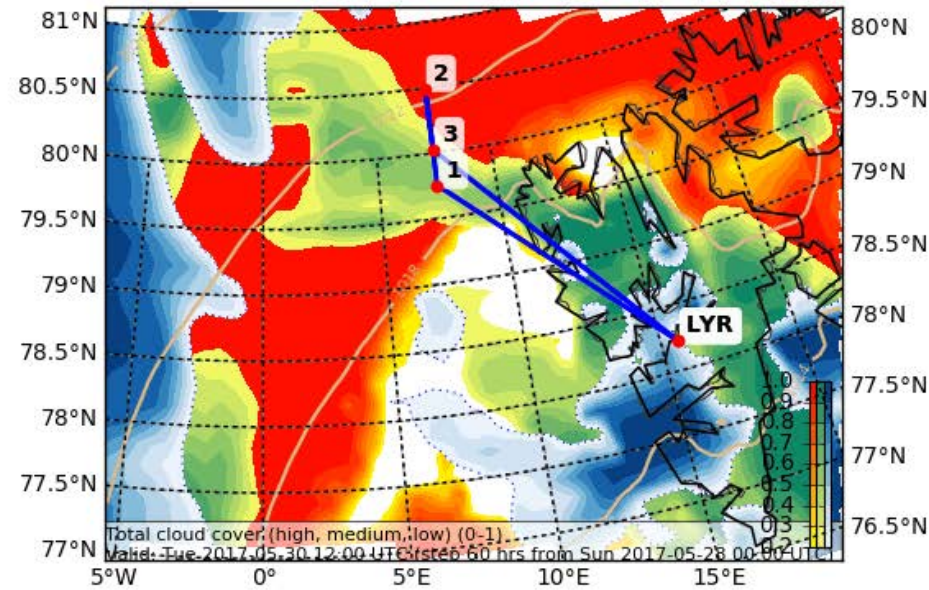 81°N
80°N
2
80.5°N
79.5°N
3
80°N
1
79°N
79.5°N
78.5°N
79°N
78°N
LYR
78.5°N
77.5°N
1.0
0.9
78°N
0.8
0.7
77°N
0.6
77.5°N
0.5
0.4
76.5°N
0.3
Total cloud cover (high, medium, low) (0-1)
0.2
77°N
Valid: Tue 2017-05-30 12:00 UTC (step 60 hrs from Sun 2017-05-28 00:00 UTC)
5°W 0° 5°E 10°E 15°E